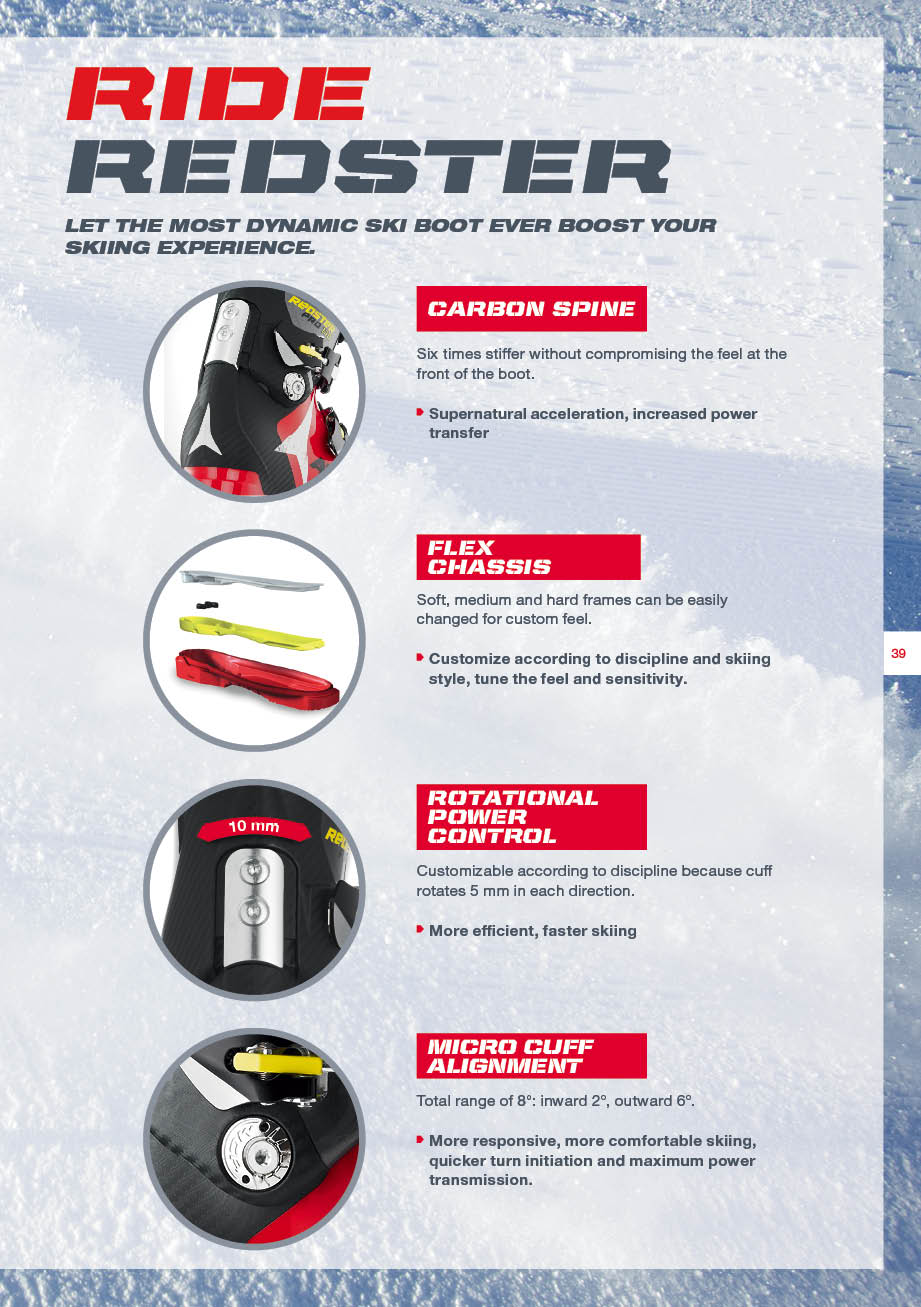 RIDE
REDSTER
LET THE MOST DYNAMIC SKI BOOT EVER BOOST YOUR
SKIING EXPERIENCE.
REDSTER
PRO
CARBON SPINE
Six times stiffer without compromising the feel at the
front of the boot.
Supernatural acceleration, increased power
transfer
FLEX
CHASSIS
Soft, medium and hard frames can be easily
changed for custom feel.
Customize according to discipline and skiing
style, tune the feel and sensitivity.
39
10 mm
ROTATIONAL
POWER
CONTROL
Customizable according to discipline because cuff
rotates 5 mm in each direction.
More efficient, faster skiing
MICRO CUFF
ALIGNMENT
Total range of 8°: inward 2°, outward 6°.
More responsive, more comfortable skiing,
quicker turn initiation and maximum power
transmission.